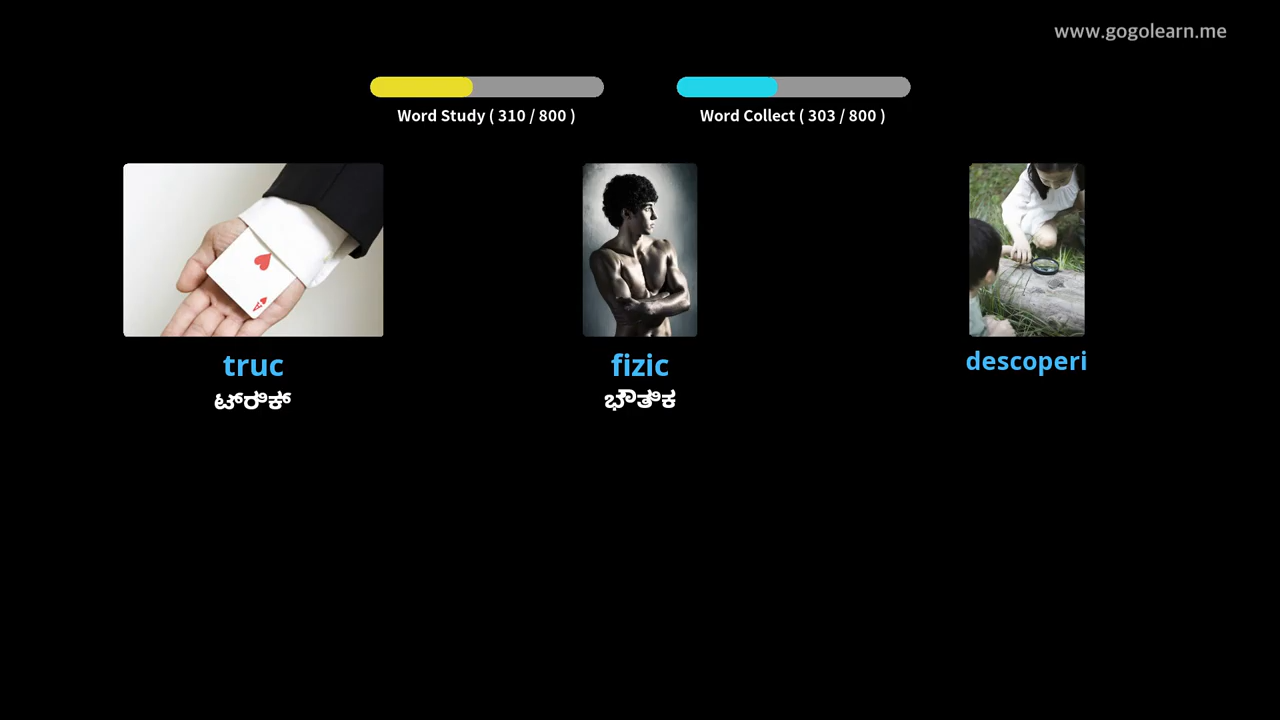 www.gogolearn.me
Word Study ( 310 / 800 )
Word Collect ( 303 / 800 )
truc
fizic
descoperi
ಟ್ರಿಕ್
ಭೌತಿಕ